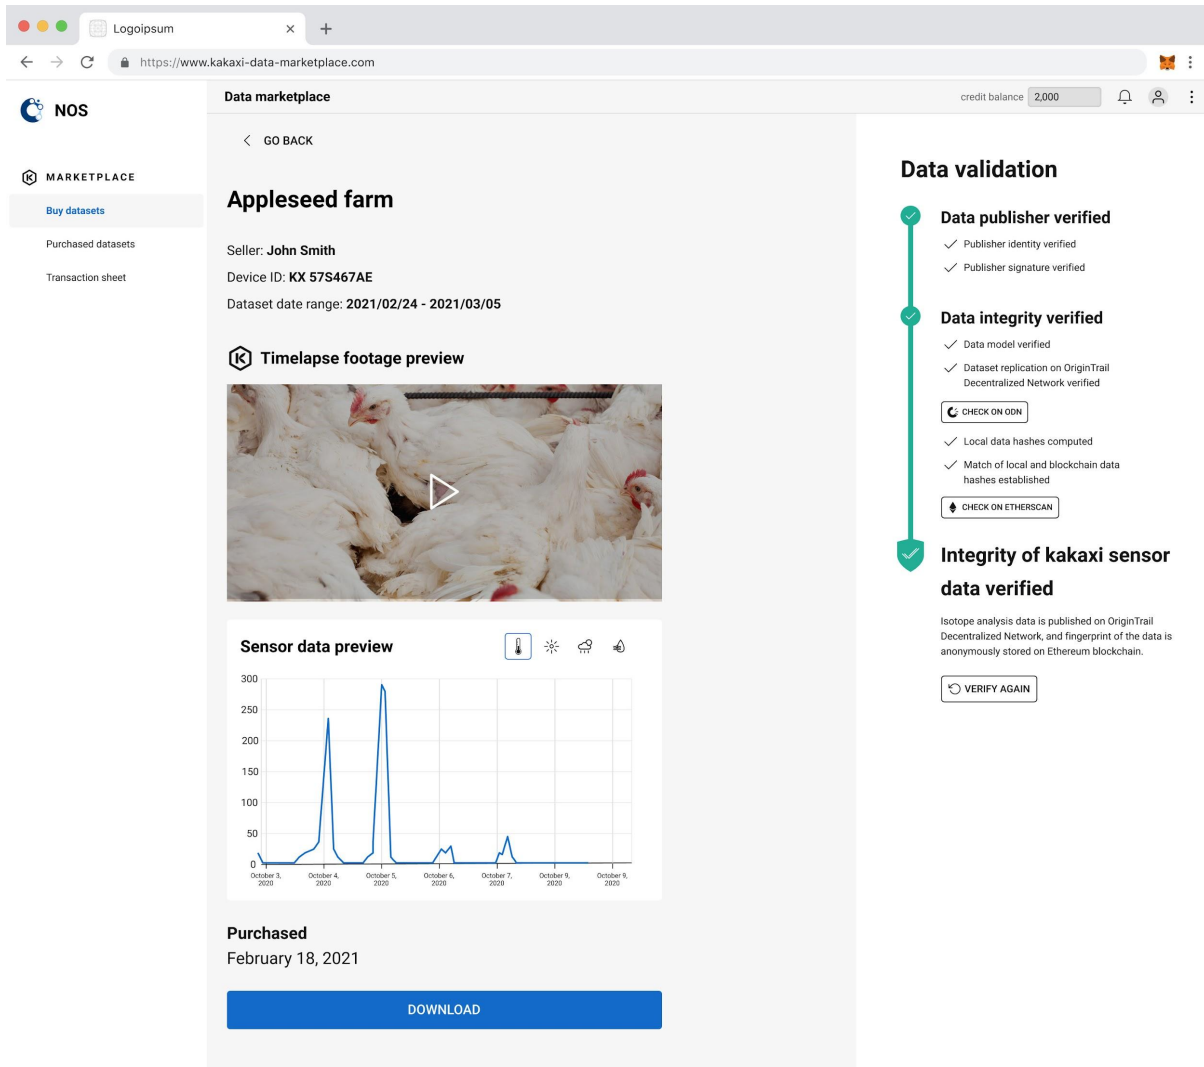 Logoipsum
https://www.kakaxi-data-marketplace.com
NOS
Data marketplace
credit balance 2,000
MARKETPLACE
Buy datasets
Purchased datasets
Transaction sheet
GO BACK
Appleseed farm
Seller: John Smith
Device ID: KX 57S467AE
Dataset date range: 2021/02/24 - 2021/03/05
Timelapse footage preview
Sensor data preview
300
250
200
150
100
50
0
October 3,
2020
October 4,
2020
October 5,
2020
October 6,
2020
October 7,
2020
October 9,
2020
October 9,
2020
Purchased
February 18, 2021
DOWNLOAD
Data validation
Data publisher verified
Publisher identity verified
Publisher signature verified
Data integrity verified
Data model verified
Dataset replication on OriginTrail
Decentralized Network verified
CHECK ON ODN
Local data hashes computed
Match of local and blockchain data
hashes established
CHECK ON ETHERSCAN
Integrity of kakaxi sensor
data verified
Isotope analysis data is published on OriginTrail
Decentralized Network, and fingerprint of the data is
anonymously stored on Ethereum blockchain.
VERIFY AGAIN